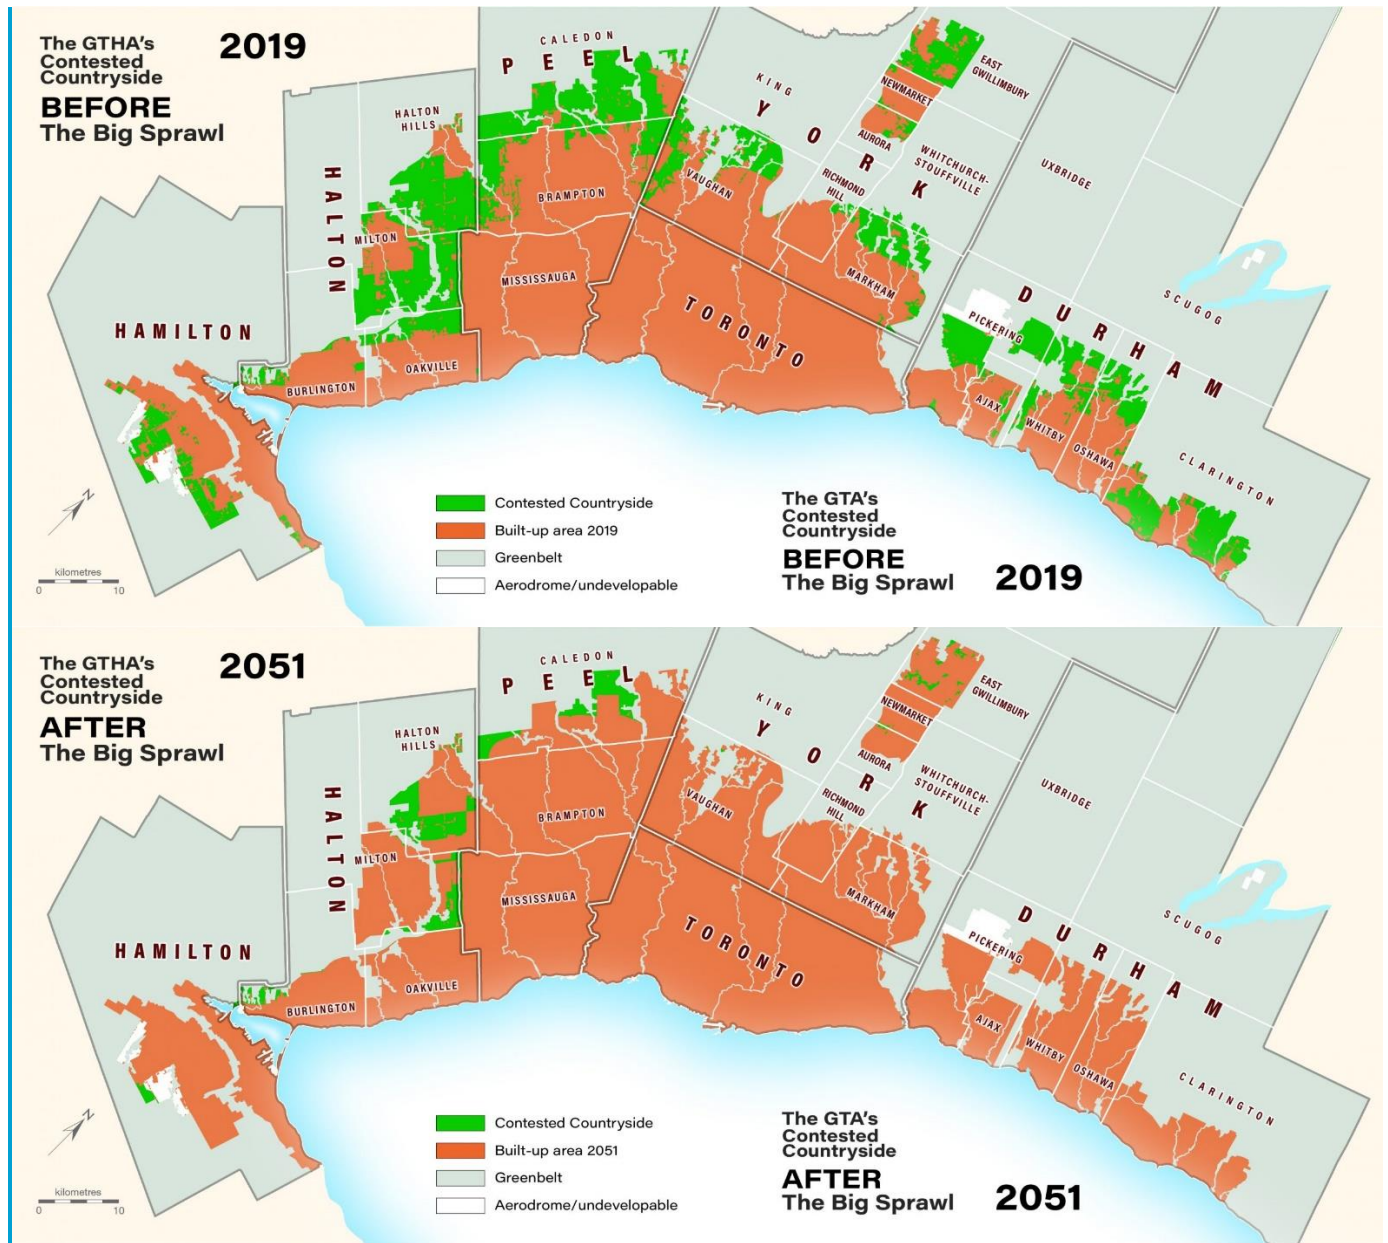 The GTHA's
Contested
Countryside
BEFORE
The Big Sprawl
2019
CALEDON
PEEL
HALTON
HILLS
HALTON
MILTON
BRAMPTON
MISSISSAUGA
OAKVILLE
BURLINGTON
HAMILTON
KING
YORK
EAST
GWILLIMBURY
NEWMARKET
AURORA
WHITCHURCH-
STOUFFVILLE
RICHMOND
HILL
VAUGHAN
MARKHAM
TORONTO
UXBRIDGE
SCUGOG
DURHAM
PICKERING
AJAX
WHITBY
OSHAWA
CLARINGTON
N
kilometres
0 10
Contested Countryside
Built-up area 2019
Greenbelt
Aerodrome/undevelopable
The GTA's
Contested
Countryside
BEFORE
The Big Sprawl
2019
The GTHA's
Contested
Countryside
AFTER
The Big Sprawl
2051
CALEDON
PEEL
HALTON
HILLS
HALTON
MILTON
BRAMPTON
MISSISSAUGA
OAKVILLE
BURLINGTON
HAMILTON
KING
YORK
EAST
GWILLIMBURY
NEWMARKET
AURORA
WHITCHURCH-
STOUFFVILLE
RICHMOND
HILL
VAUGHAN
MARKHAM
TORONTO
UXBRIDGE
SCUGOG
DURHAM
PICKERING
AJAX
WHITBY
OSHAWA
CLARINGTON
N
kilometres
0 10
Contested Countryside
Built-up area 2051
Greenbelt
Aerodrome/undevelopable
The GTA's
Contested
Countryside
AFTER
The Big Sprawl
2051